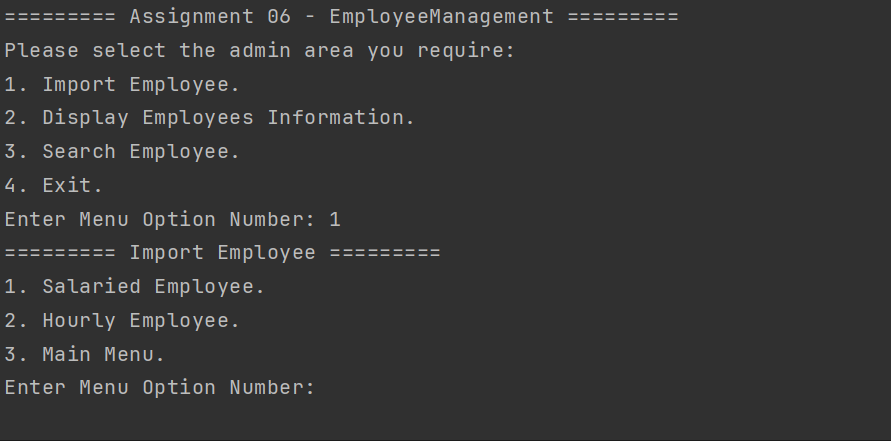 ========= Assignment 06 - EmployeeManagement =========
Please select the admin area you require:
1. Import Employee.
2. Display Employees Information.
3. Search Employee.
4. Exit.
Enter Menu Option Number: 1
========= Import Employee =========
1. Salaried Employee.
2. Hourly Employee.
3. Main Menu.
Enter Menu Option Number: